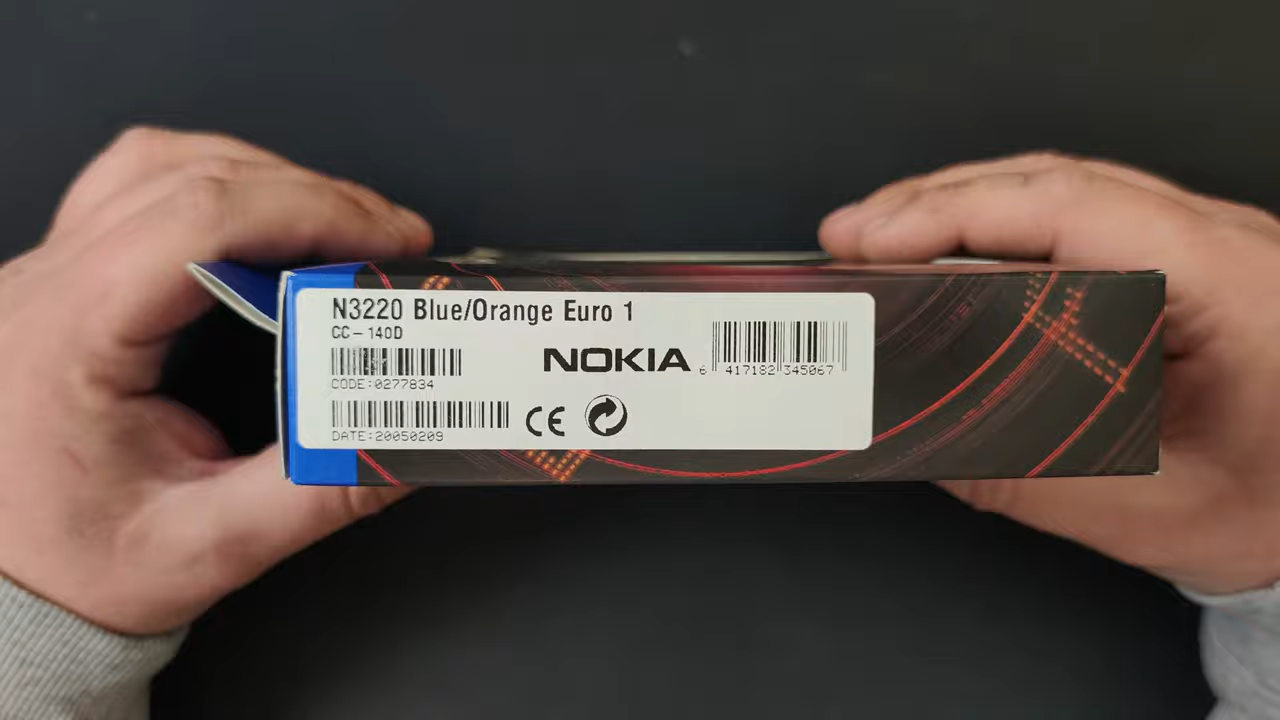 N3220 Blue/Orange Euro 1
CC-140D
CODE:0277834
NOKIA
6 417182 345067
CE
DATE:20050209